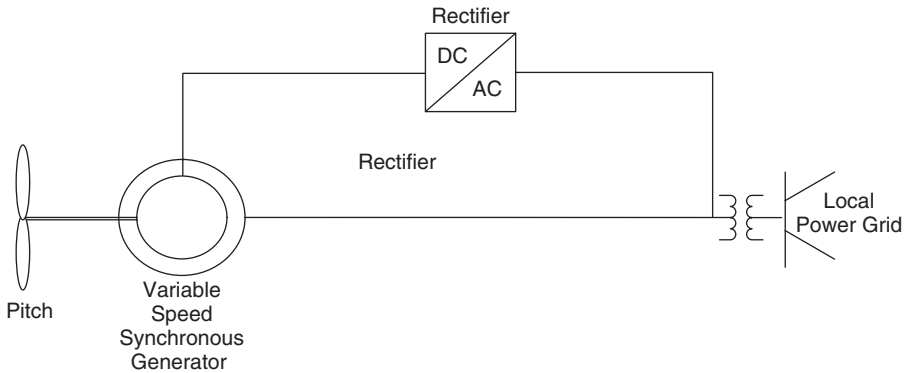 Rectifier
DC
AC
Rectifier
Local
Power Grid
Pitch
Variable
Speed
Synchronous
Generator